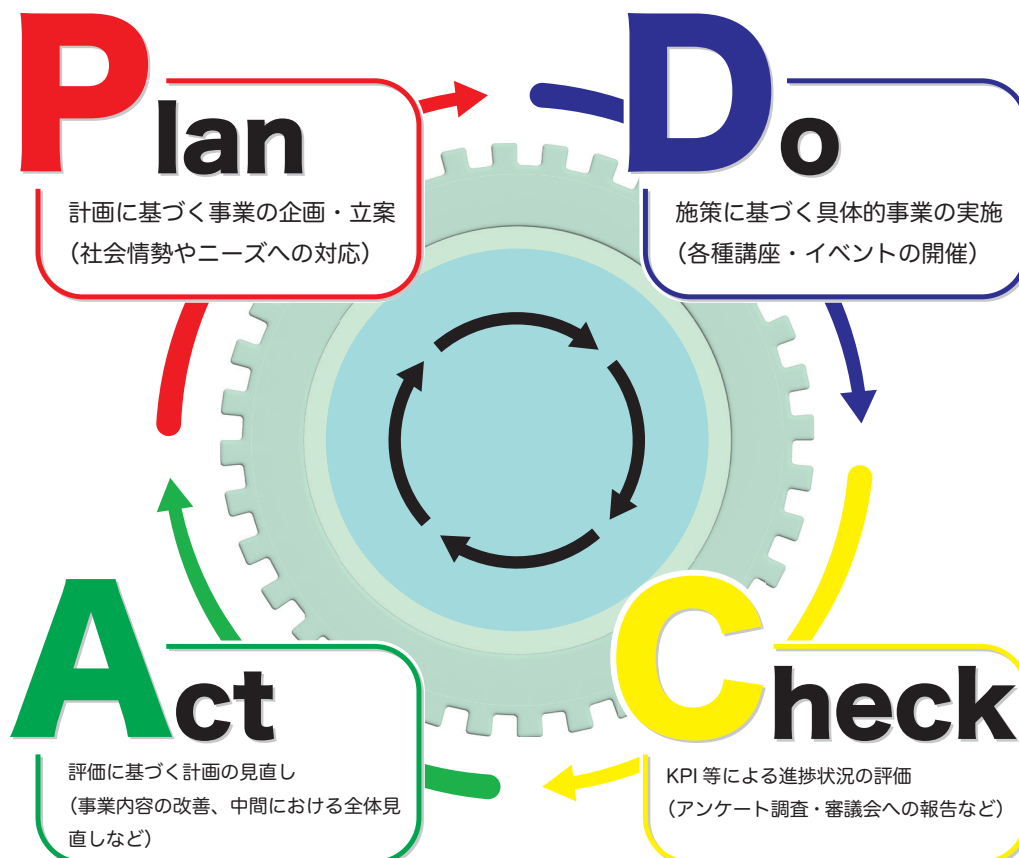 Plan
計画に基づく事業の企画・立案
（社会情勢やニーズへの対応）
Do
施策に基づく具体的事業の実施
（各種講座・イベントの開催）
Check
KPI 等による進捗状況の評価
（アンケート調査・審議会への報告など）
Act
評価に基づく計画の見直し
（事業内容の改善、中間における全体見
直しなど）